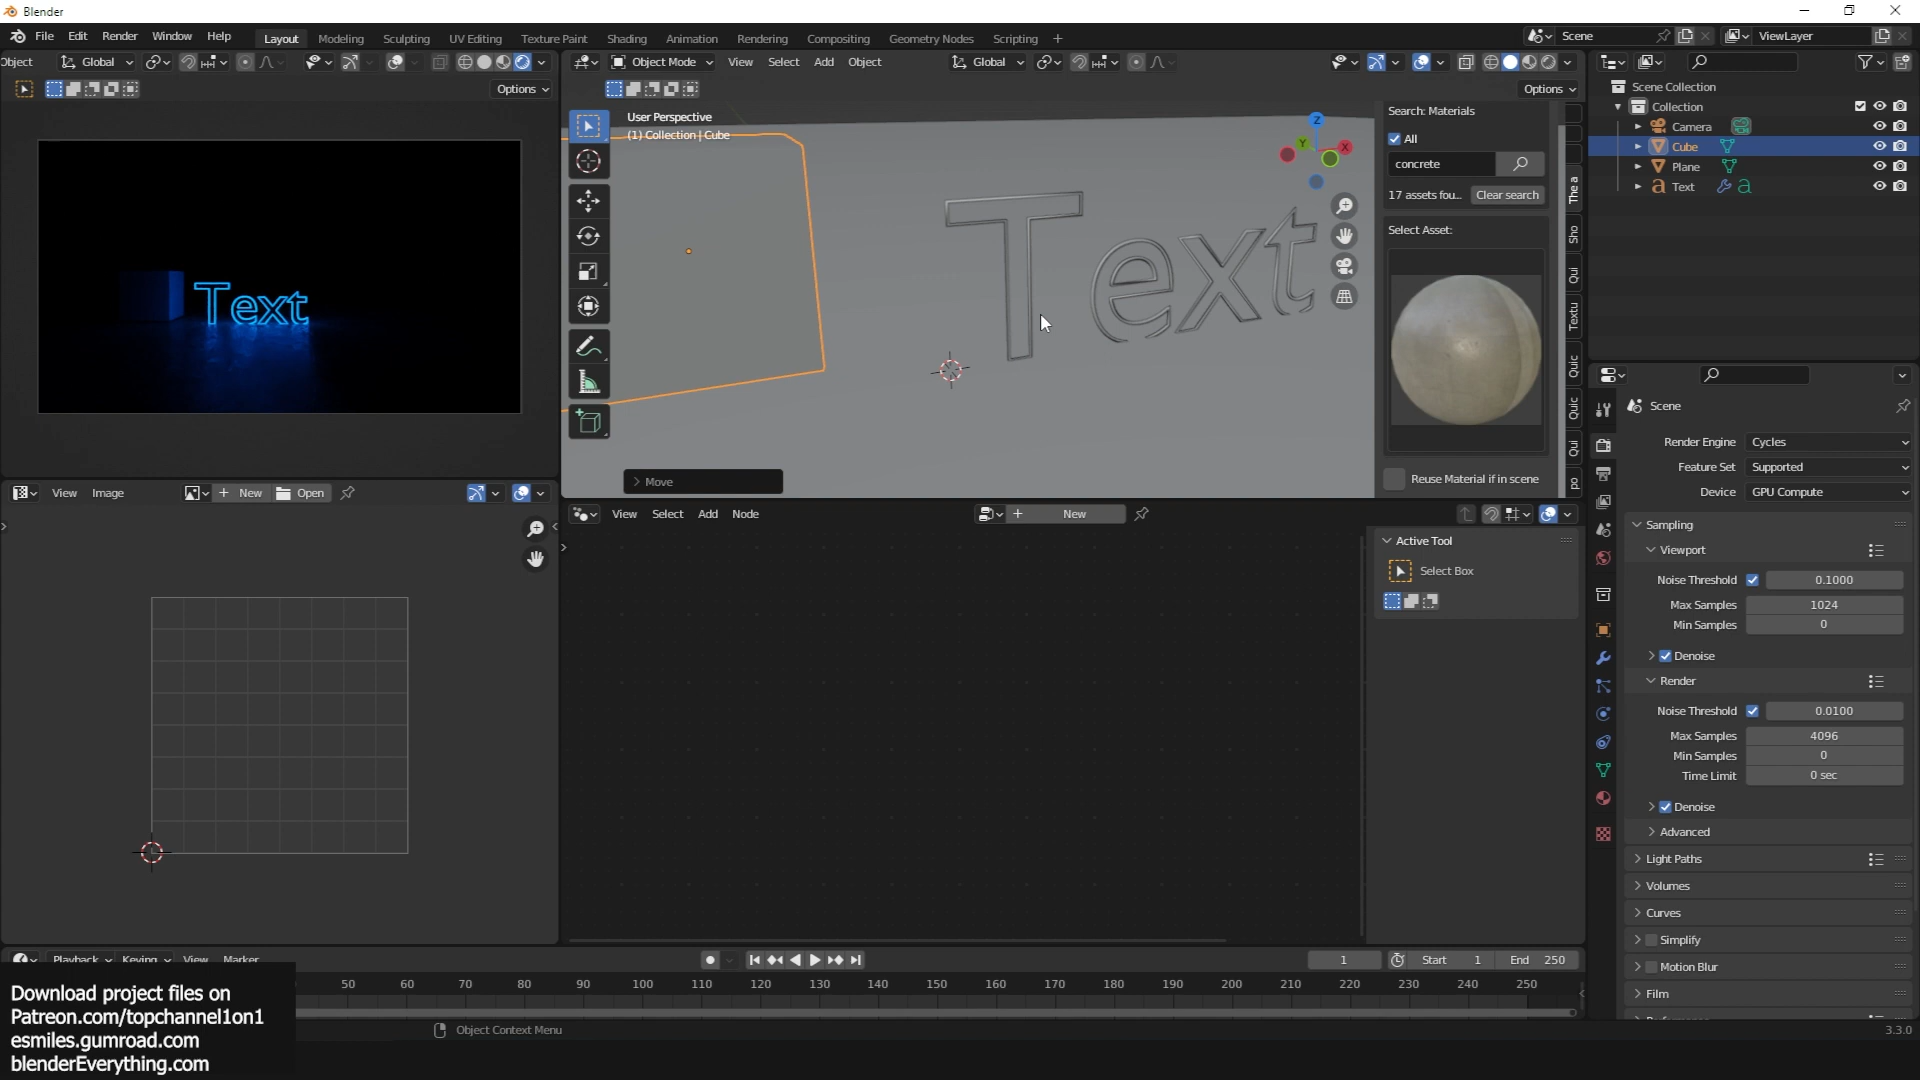 Blender
File Edit Render Window Help
Layout Modeling Sculpting UV Editing Texture Paint Shading Animation Rendering Compositing Geometry Nodes Scripting +
Scene
ViewLayer
Object Global
Object Mode View Select Add Object Global
Options
Options
User Perspective
(1) Collection | Cube
Text
Text
Z
Y
X
Move
Search: Materials
All
concrete
17 assets fou... Clear search
Select Asset:
Reuse Material if in scene
The a
Sho
Qui
Textu
Quic
Quic
Qui
po
Scene Collection
Collection
Camera
Cube
Plane
Text
Scene
Render Engine Cycles
Feature Set Supported
Device GPU Compute
Sampling
Viewport
Noise Threshold 0.1000
Max Samples 1024
Min Samples 0
Denoise
Render
Noise Threshold 0.0100
Max Samples 4096
Min Samples 0
Time Limit 0 sec
Denoise
Advanced
Light Paths
Volumes
Curves
Simplify
Motion Blur
Film
View Image + New Open
View Select Add Node + New
Active Tool
Select Box
Playback Keying View Marker
1 Start 1 End 250
50 60 70 80 90 100 110 120 130 140 150 160 170 180 190 200 210 220 230 240 250
Object Context Menu
3.3.0
Download project files on
Patreon.com/topchannel1on1
esmiles.gumroad.com
blenderEverything.com